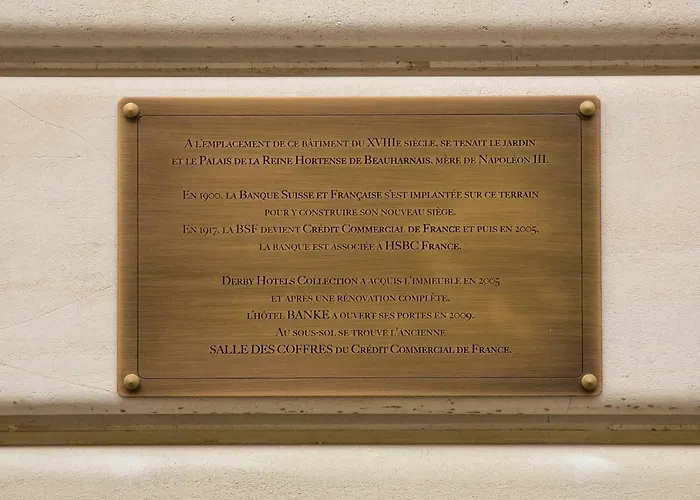 A L'EMPLACEMENT DE CE BÂTIMENT DU XVIIIE SIÈCLE, SE TENAIT LE JARDIN
ET LE PALAIS DE LA REINE HORTENSE DE BEAUHARNAIS, MÈRE DE NAPOLÉON III.
EN 1900, LA BANQUE SUISSE ET FRANÇAISE S'EST IMPLANTÉE SUR CE TERRAIN
POUR Y CONSTRUIRE SON NOUVEAU SIÈGE.
EN 1917, LA BSF DEVIENT CRÉDIT COMMERCIAL DE FRANCE ET PUIS EN 2005,
LA BANQUE EST ASSOCIÉE À HSBC FRANCE.
DERBY HOTELS COLLECTION A ACQUIS L'IMMEUBLE EN 2005
ET APRÈS UNE RÉNOVATION COMPLÈTE,
L'HÔTEL BANKE A OUVERT SES PORTES EN 2009.
AU SOUS-SOL SE TROUVE L'ANCIENNE
SALLE DES COFFRES DU CRÉDIT COMMERCIAL DE FRANCE.